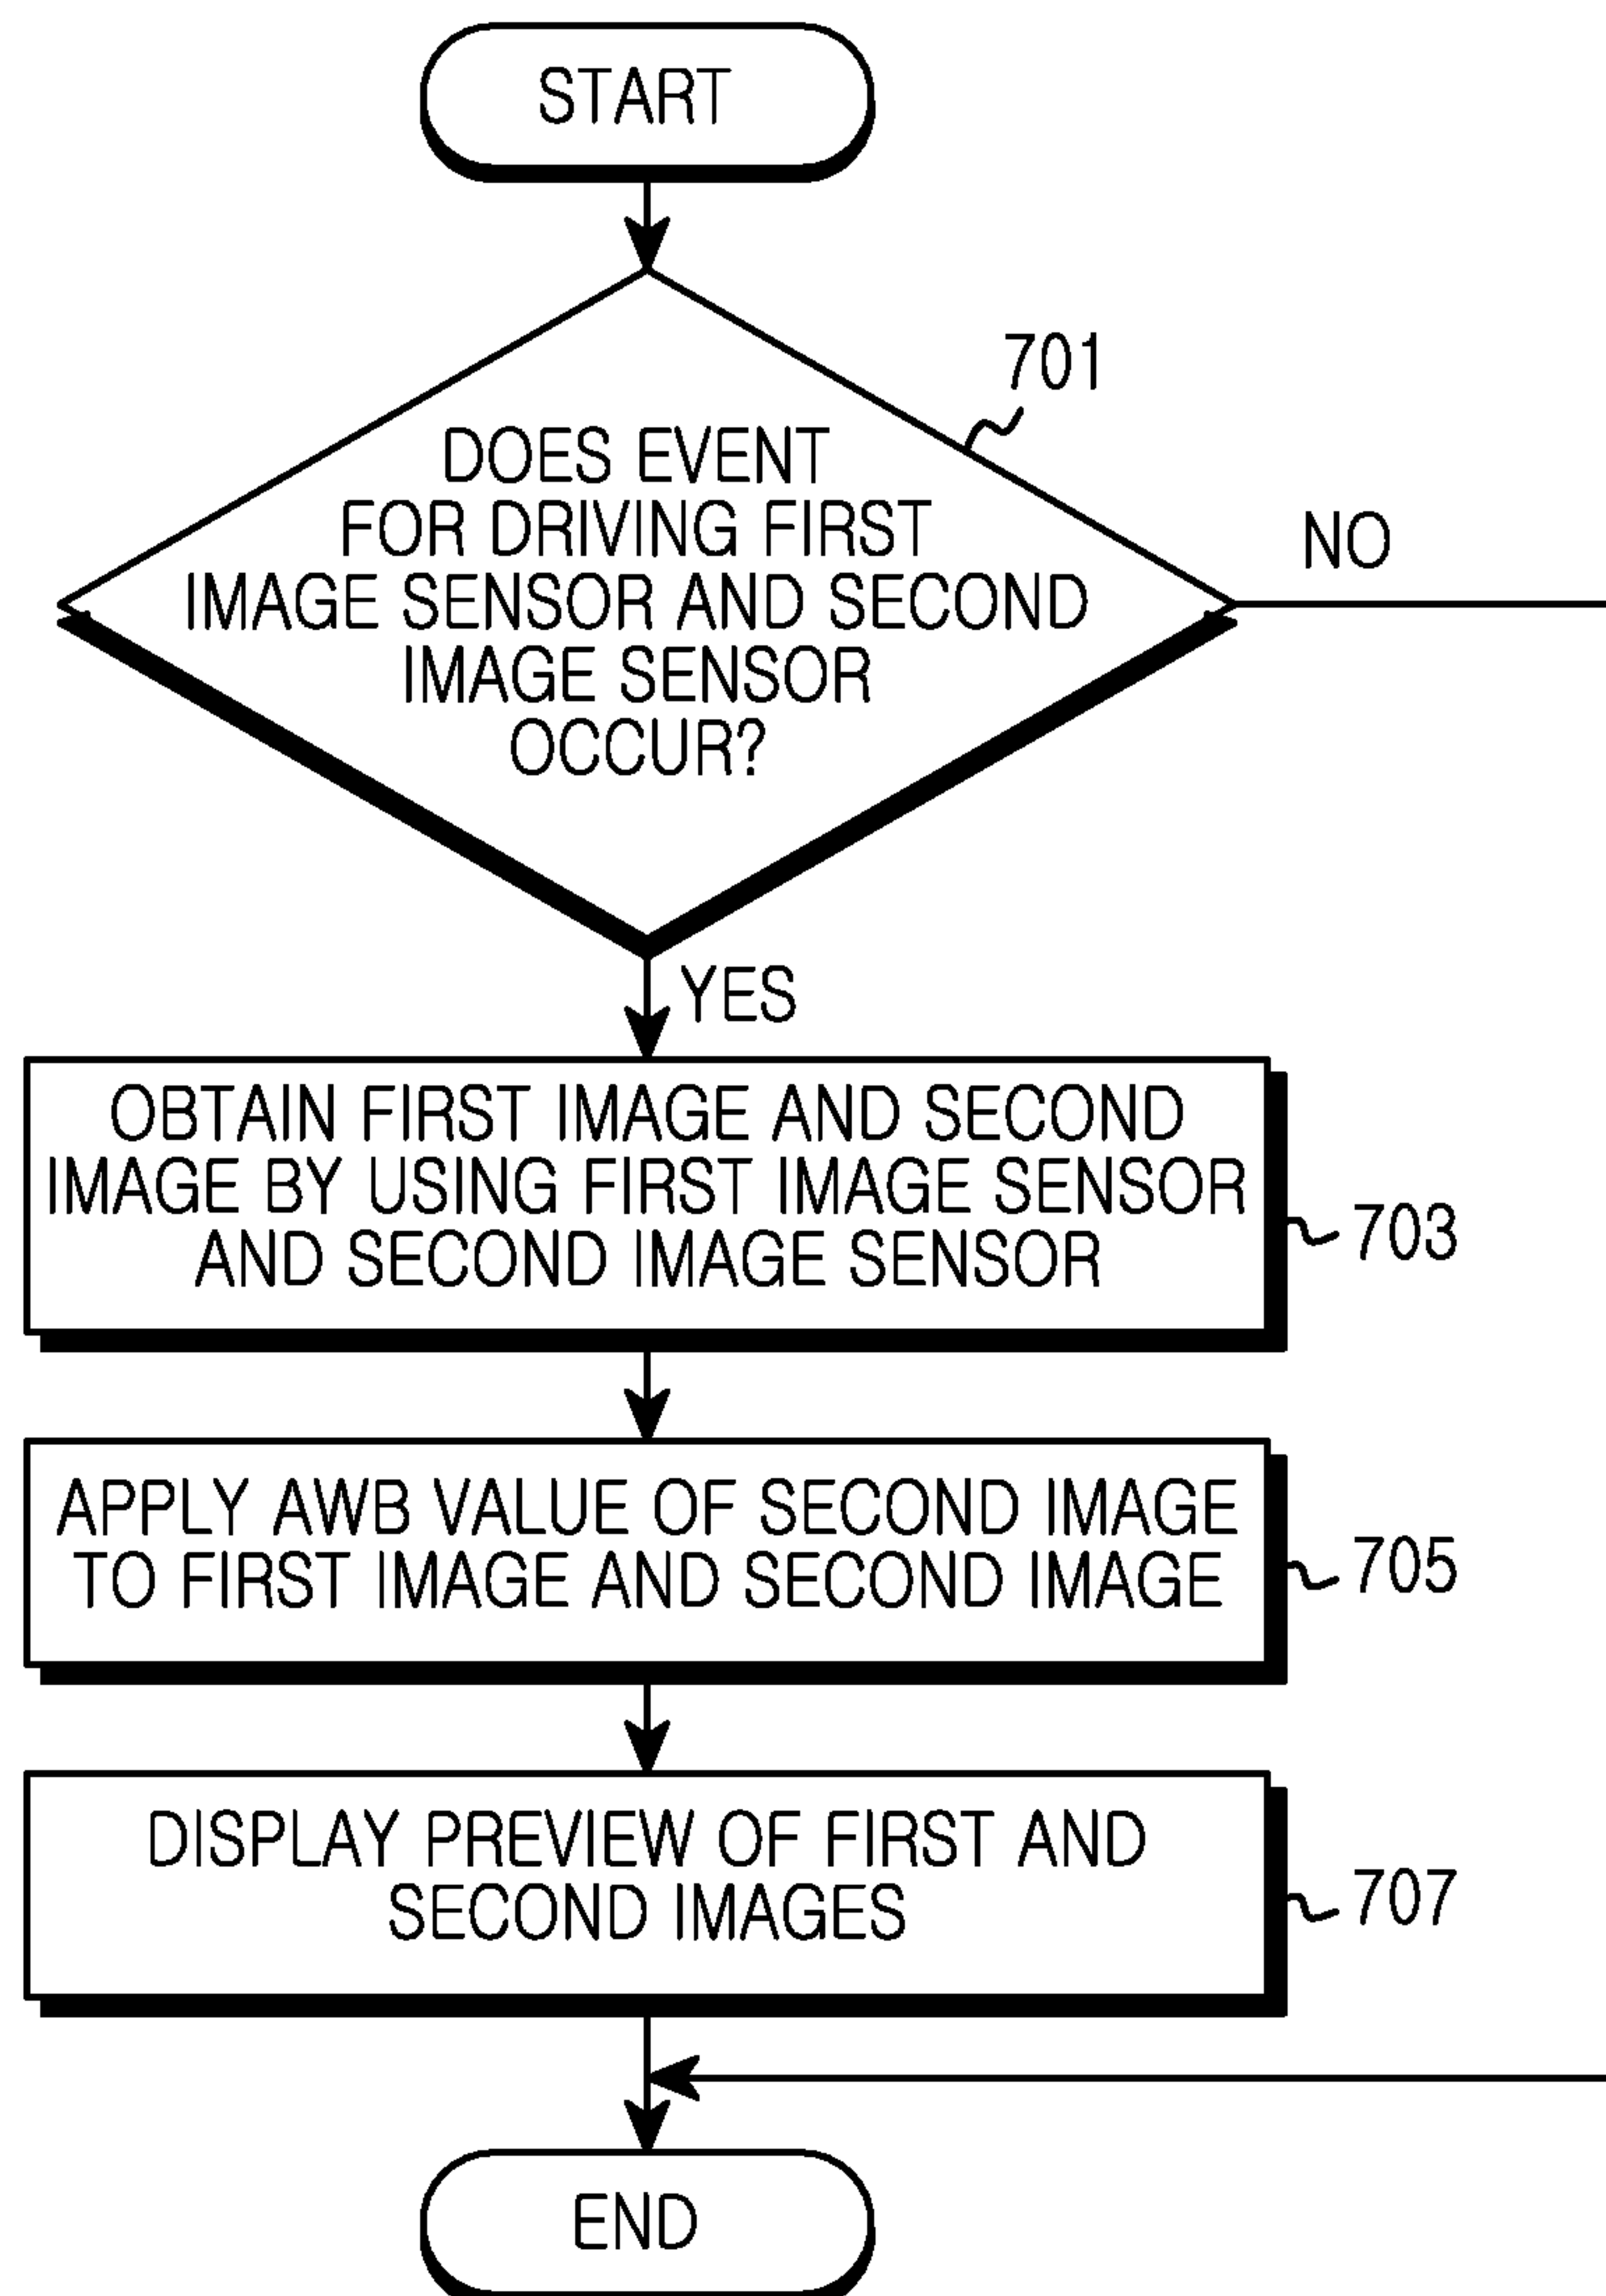 START
701
DOES EVENT
FOR DRIVING FIRST
IMAGE SENSOR AND SECOND
IMAGE SENSOR
OCCUR?
NO
YES
OBTAIN FIRST IMAGE AND SECOND
IMAGE BY USING FIRST IMAGE SENSOR
AND SECOND IMAGE SENSOR
703
APPLY AWB VALUE OF SECOND IMAGE
TO FIRST IMAGE AND SECOND IMAGE
705
DISPLAY PREVIEW OF FIRST AND
SECOND IMAGES
707
END